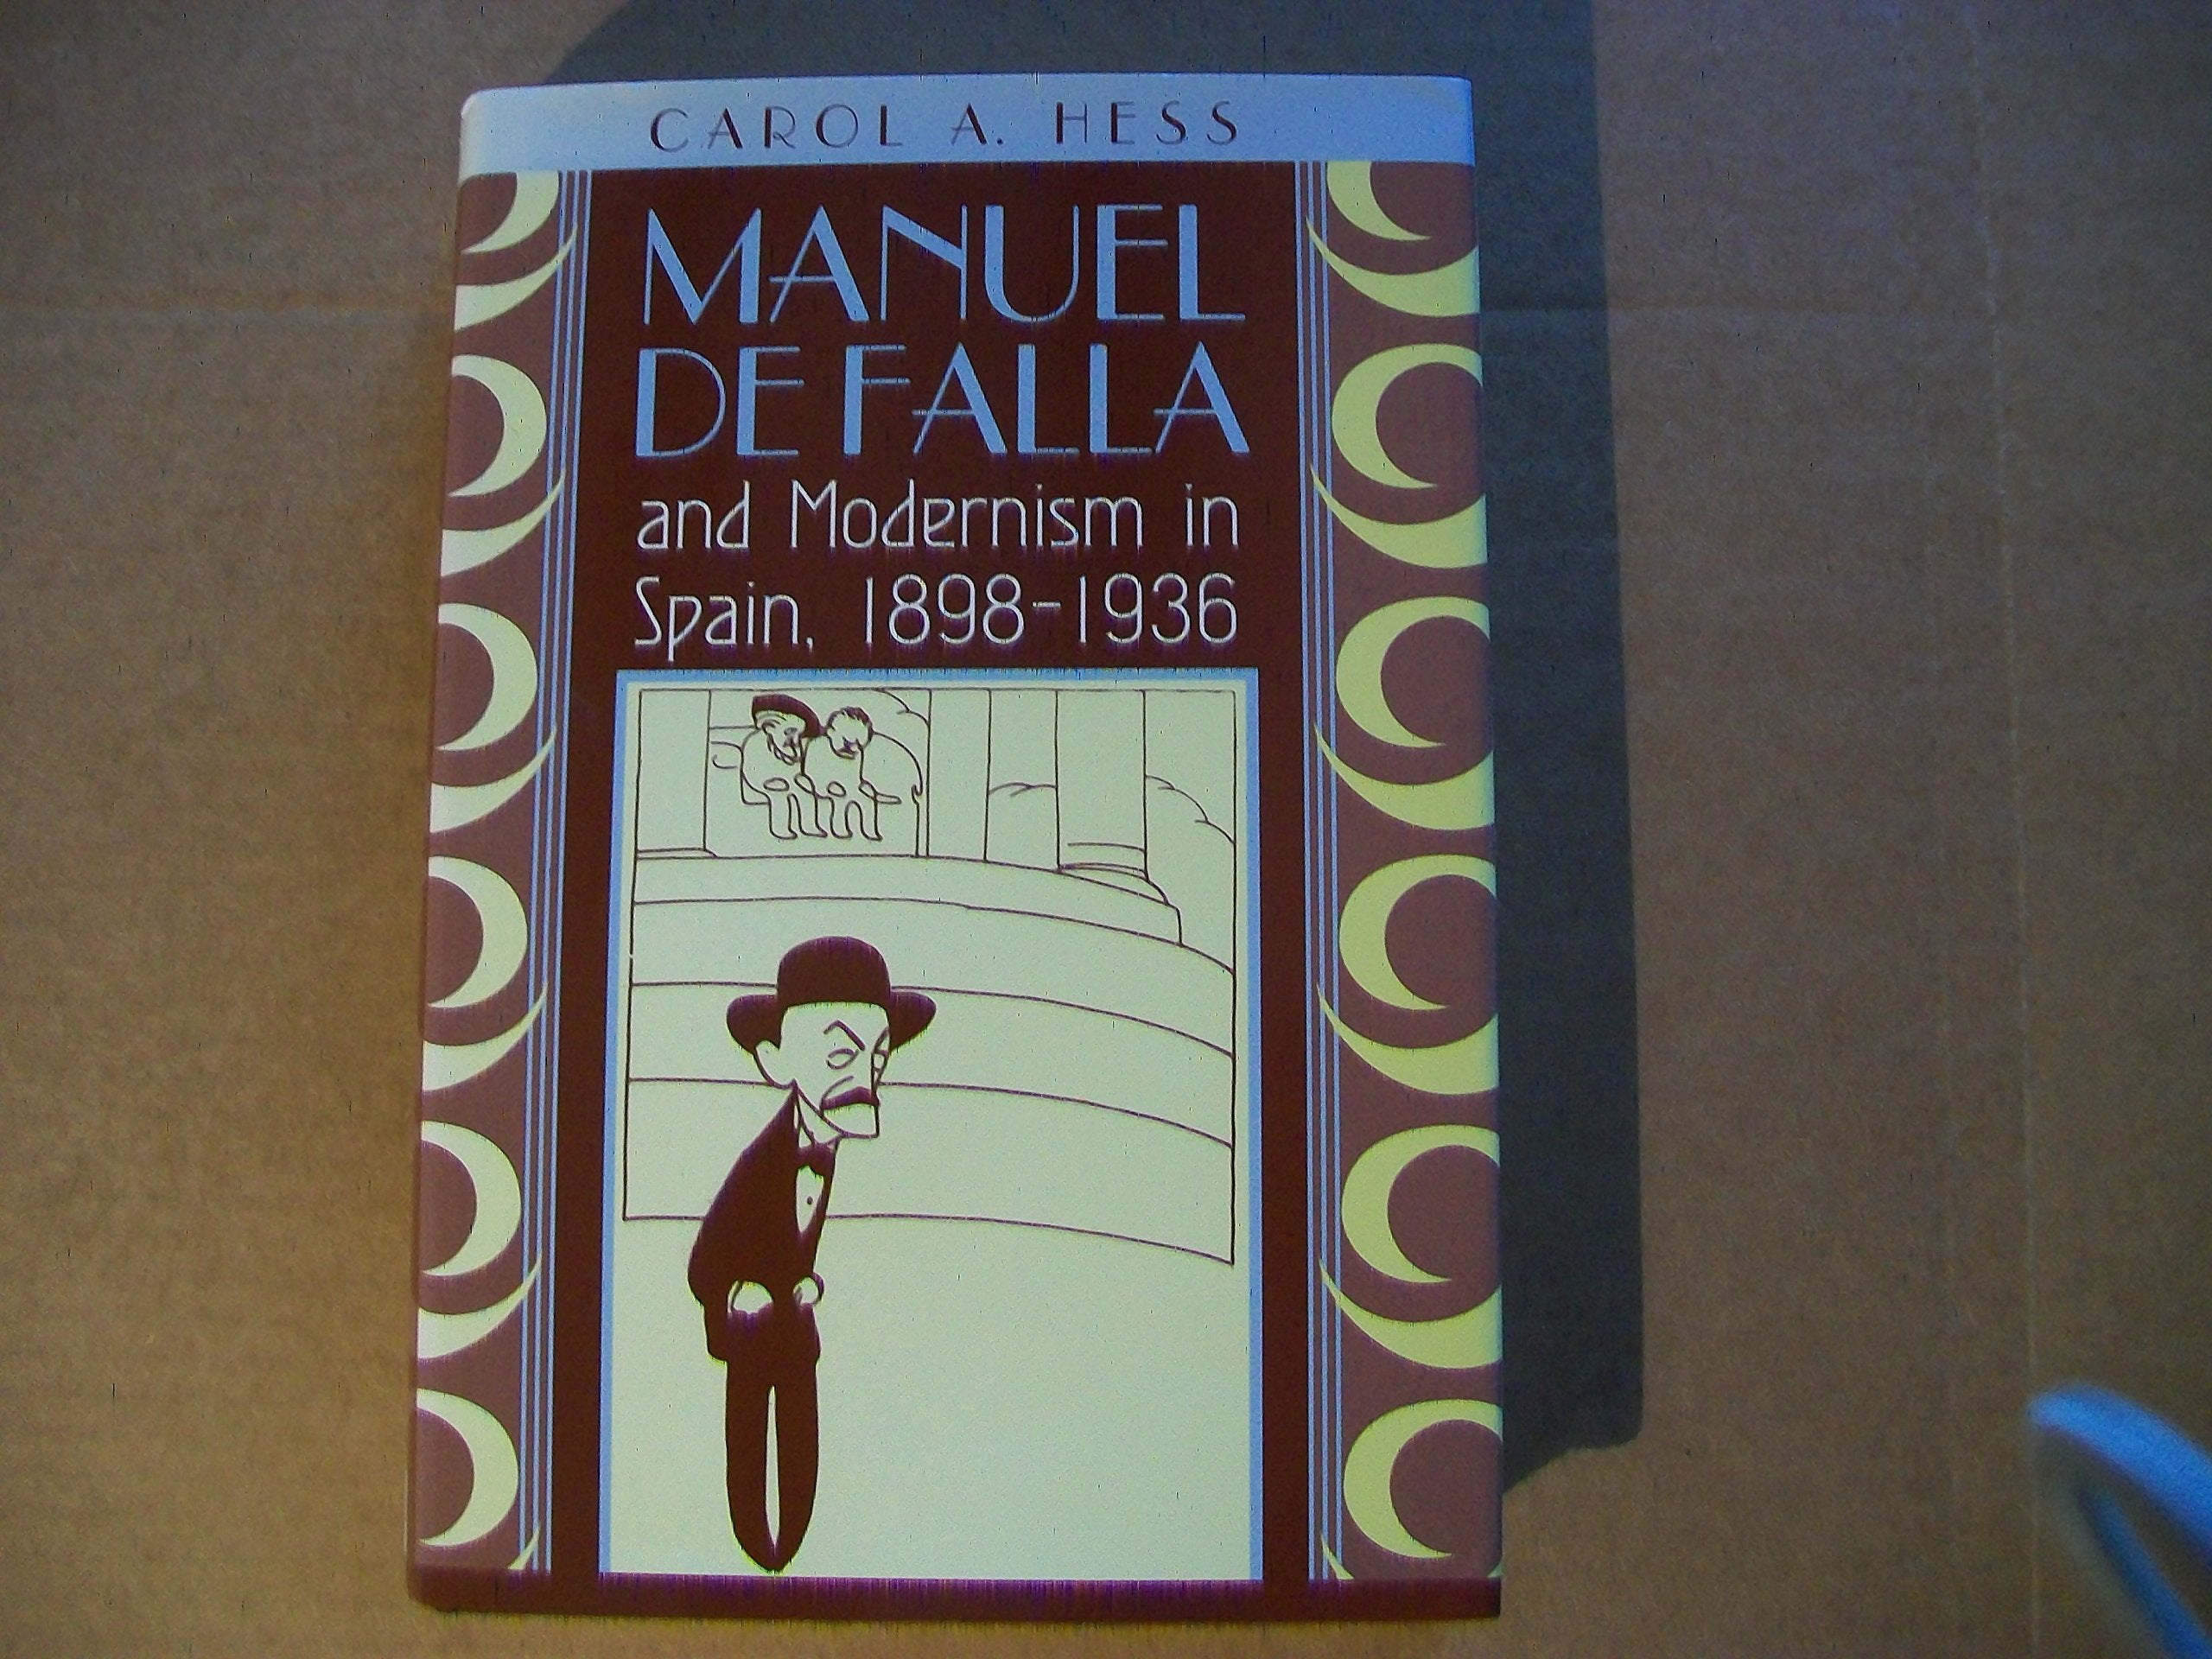 CAROL A. HESS
MANUEL
DE FALLA
and Modernism in
Spain, 1898-1936